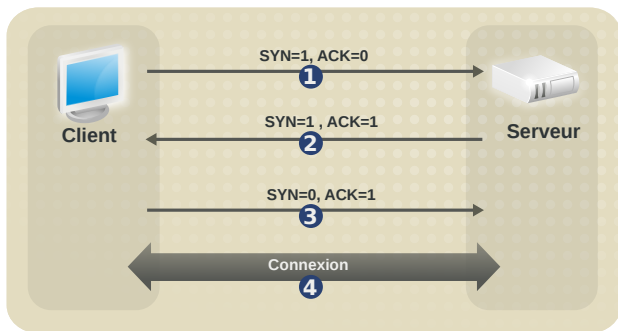 SYN=1, ACK=0
1
Client
SYN=1 , ACK=1
2
Serveur
SYN=0, ACK=1
3
Connexion
4